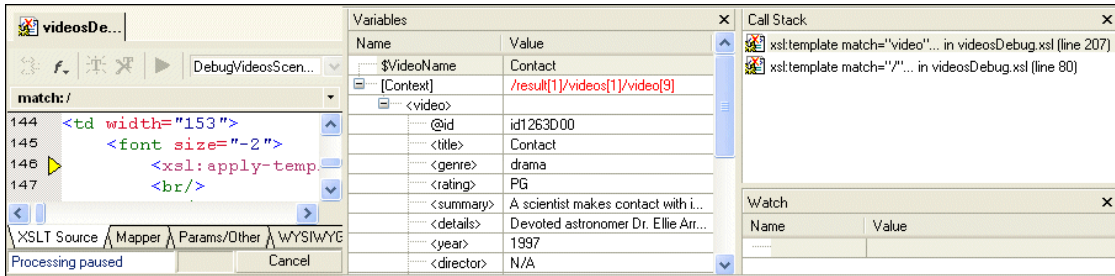 videosDe...
DebugVideosScen...
match:/
144 <td width="153">
145 <font size="-2">
146 <xsl:apply-temp.
147 <br/>
XSLT Source Mapper Params/Other WYSIWYG
Processing paused Cancel
Variables
Name Value
$VideoName Contact
[Context] /result[1]/videos[1]/video[9]
<video>
@id id1263D00
<title> Contact
<genre> drama
<rating> PG
<summary> A scientist makes contact with i...
<details> Devoted astronomer Dr. Ellie Arr...
<year> 1997
<director> N/A
Call Stack
xsl:template match="video"... in videosDebug.xsl (line 207)
xsl:template match="/"... in videosDebug.xsl (line 80)
Watch
Name Value